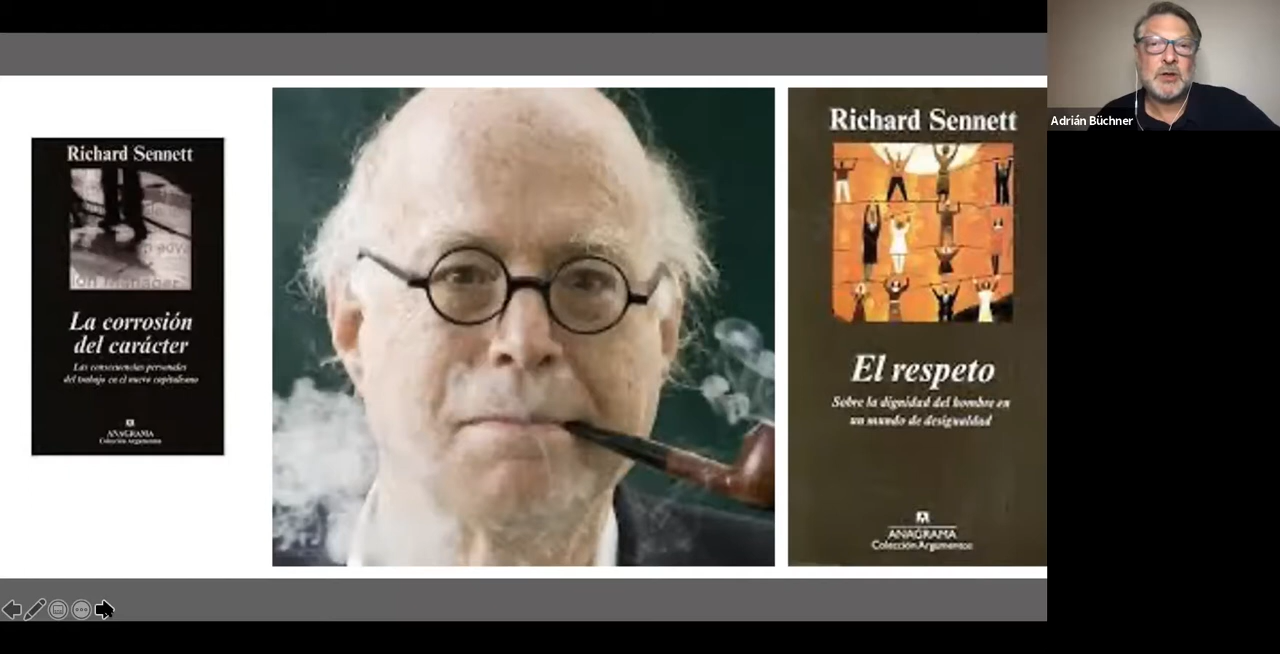 Richard Sennett
La corrosión
del carácter
Las consecuencias personales
del trabajo en el nuevo capitalismo
ANAGRAMA
Colección Argumentos
Richard Sennett
El respeto
Sobre la dignidad del hombre en
un mundo de desigualdad
ANAGRAMA
Colección Argumentos
Adrián Büchner